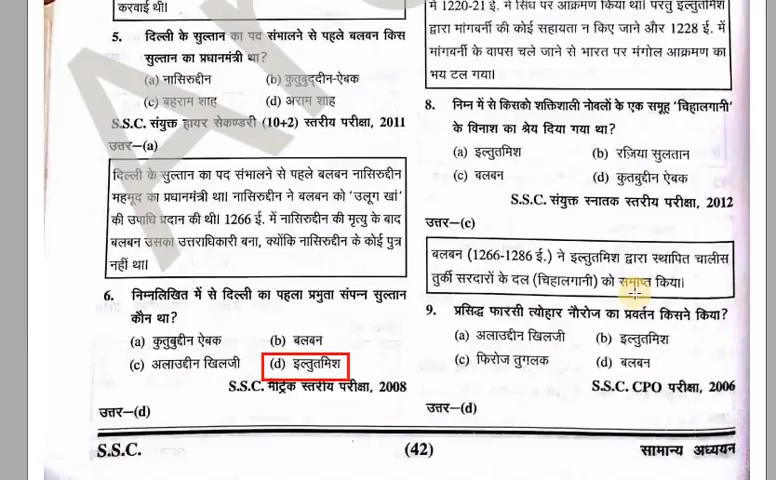 करवाई थी।
5. दिल्ली के सुल्तान का पद संभालने से पहले बलबन किस
सुल्तान का प्रधानमंत्री था?
(a) नासिरुद्दीन (b) कुतुबुद्दीन-ऐबक
(c) बहराम शाह (d) अराम शाह
S.S.C. संयुक्त हायर सेकण्डरी (10+2) स्तरीय परीक्षा, 2011
उत्तर—(a)
दिल्ली के सुल्तान का पद संभालने से पहले बलबन नासिरुद्दीन
महमूद का प्रधानमंत्री था। नासिरुद्दीन ने बलबन को 'उलूग खां'
की उपाधि प्रदान की थी। 1266 ई. में नासिरुद्दीन की मृत्यु के बाद
बलबन उसका उत्तराधिकारी बना, क्योंकि नासिरुद्दीन के कोई पुत्र
नहीं था।
6. निम्नलिखित में से दिल्ली का पहला प्रभुता संपन्न सुल्तान
कौन था?
(a) कुतुबुद्दीन ऐबक (b) बलबन
(c) अलाउद्दीन खिलजी (d) इल्तुतमिश
S.S.C. मैट्रिक स्तरीय परीक्षा, 2008
उत्तर—(d)
में 1220-21 ई. में सिंध पर आक्रमण किया था। परंतु इल्तुतमिश
द्वारा मांगबर्नी की कोई सहायता न किए जाने और 1228 ई. में
मांगबर्नी के वापस चले जाने से भारत पर मंगोल आक्रमण का
भय टल गया।
8. निम्न में से किसको शक्तिशाली नोबलों के एक समूह 'चिहालगानी'
के विनाश का श्रेय दिया गया था?
(a) इल्तुतमिश (b) रज़िया सुलतान
(c) बलबन (d) कुतबुद्दीन ऐबक
S.S.C. संयुक्त स्नातक स्तरीय परीक्षा, 2012
उत्तर—(c)
बलबन (1266-1286 ई.) ने इल्तुतमिश द्वारा स्थापित चालीस
तुर्की सरदारों के दल (चिहालगानी) को समाप्त किया।
9. प्रसिद्ध फारसी त्योहार नौरोज का प्रवर्तन किसने किया?
(a) अलाउद्दीन खिलजी (b) इल्तुतमिश
(c) फिरोज तुगलक (d) बलबन
S.S.C. CPO परीक्षा, 2006
उत्तर—(d)
S.S.C. (42) सामान्य अध्ययन